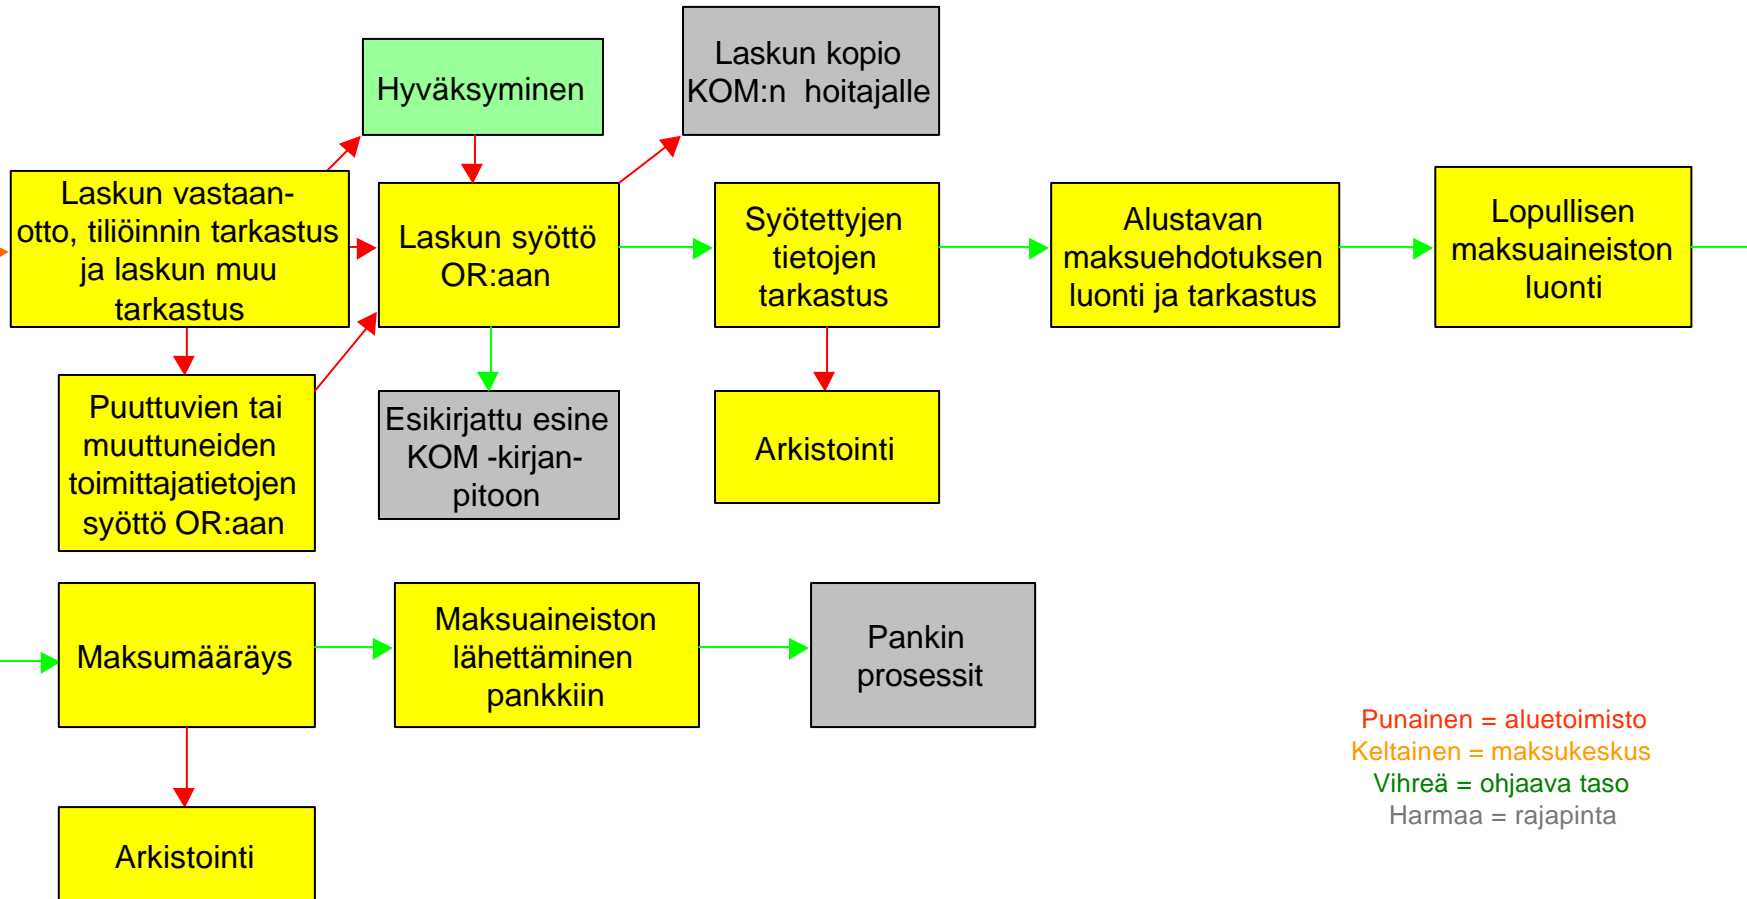 Hyväksyminen
Laskun kopio
KOM:n hoitajalle
Laskun vastaan-
otto, tiliöinnin tarkastus
ja laskun muu
tarkastus
Laskun syöttö
OR:aan
Syötettyjen
tietojen
tarkastus
Alustavan
maksuehdotuksen
luonti ja tarkastus
Lopullisen
maksuaineiston
luonti
Puuttuvien tai
muuttuneiden
toimittajatietojen
syöttö OR:aan
Esikirjattu esine
KOM -kirjan-
pitoon
Arkistointi
Maksumääräys
Maksuaineiston
lähettäminen
pankkiin
Pankin
prosessit
Arkistointi
Punainen = aluetoimisto
Keltainen = maksukeskus
Vihreä = ohjaava taso
Harmaa = rajapinta